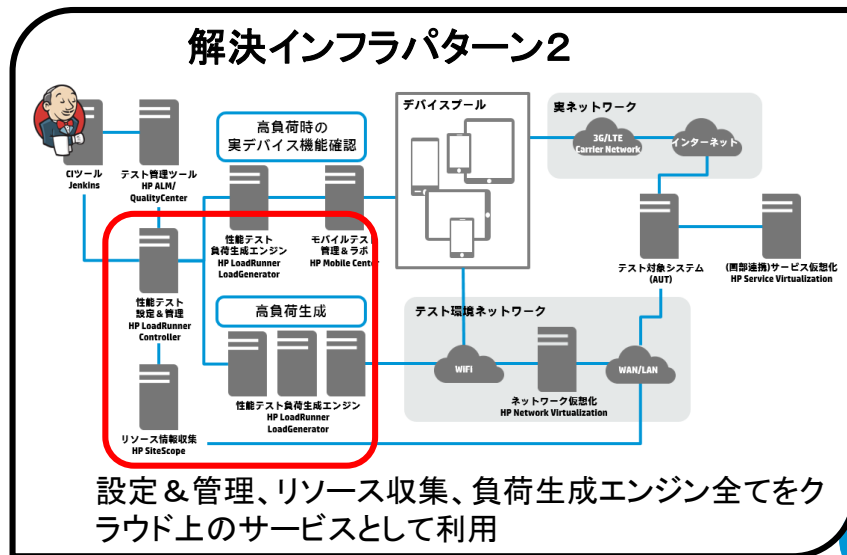 解決インフラパターン２
高負荷時の
実デバイス機能確認
デバイスプール
実ネットワーク
3G/LTE
Carrier Network
インターネット
CIツール
Jenkins
テスト管理ツール
HP ALM/
QualityCenter
性能テスト
負荷生成エンジン
HP LoadRunner
LoadGenerator
モバイルテスト
管理＆ラボ
HP Mobile Center
テスト対象システム
(AUT)
(外部連携)サービス仮想化
HP Service Virtualization
性能テスト
設定＆管理
HP LoadRunner
Controller
高負荷生成
テスト環境ネットワーク
WiFi
WAN/LAN
性能テスト負荷生成エンジン
HP LoadRunner
LoadGenerator
ネットワーク仮想化
HP Network Virtualization
リソース情報収集
HP SiteScope
設定＆管理、リソース収集、負荷生成エンジン全てをク
ラウド上のサービスとして利用